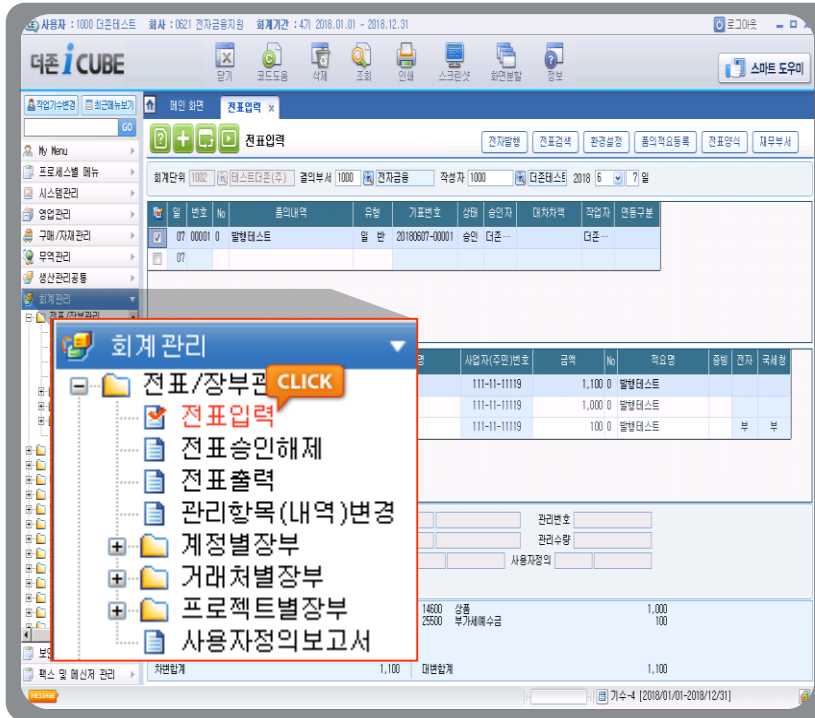 사용자 : 1000 더존테스트 회사 : 0621 전자금융지원 회계기간 : 4기 2018.01.01 - 2018.12.31 로그아웃
더존 iCUBE
닫기 코드도움 삭제 조회 인쇄 스크린샷 화면분할 정보 스마트 도우미
작업기수변경 최근메뉴보기 메인 화면 전표입력 x
GO
전표입력 전자발행 전표검색 환경설정 품의적요등록 전표양식 재무부서
My Menu
프로세스별 메뉴
회계단위 1002 테스트더존(주) 결의부서 1000 전자금융 작성자 1000 더존테스트 2018 6 7 일
시스템관리
영업관리
일 번호 No 품의내역 유형 기표번호 상태 승인자 대차차액 작업자 연동구분
구매/자재관리
07 00001 0 발행테스트 일 반 20180607-00001 승인 더존… 더존…
무역관리
07
생산관리공통
회계관리
전표/장부관리
회계관리
명 사업자(주민)번호 금액 No 적요명 증빙 전자 국세청
전표/장부관 CLICK
111-11-11119 1,100 0 발행테스트
전표입력
111-11-11119 1,000 0 발행테스트
111-11-11119 100 0 발행테스트 부 부
전표승인해제
전표출력
관리항목(내역)변경
관리번호
계정별장부
관리수량
거래처별장부
사용자정의
프로젝트별장부
14600 상품 1,000
25500 부가세예수금 100
사용자정의보고서
차변합계 1,100 대변합계 1,100
팩스 및 메신저 관리
MESSAGE 기수-4 [2018/01/01-2018/12/31]